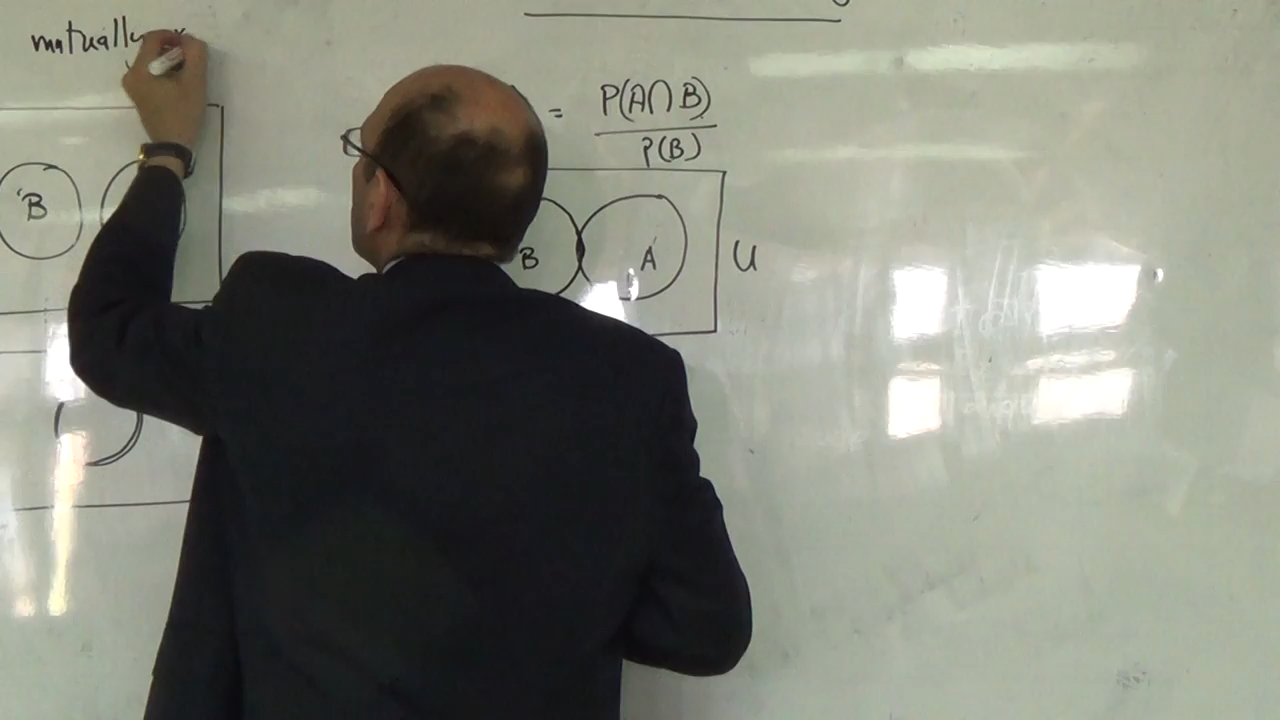 mutually
= P(A∩B)
P(B)
B
B A U